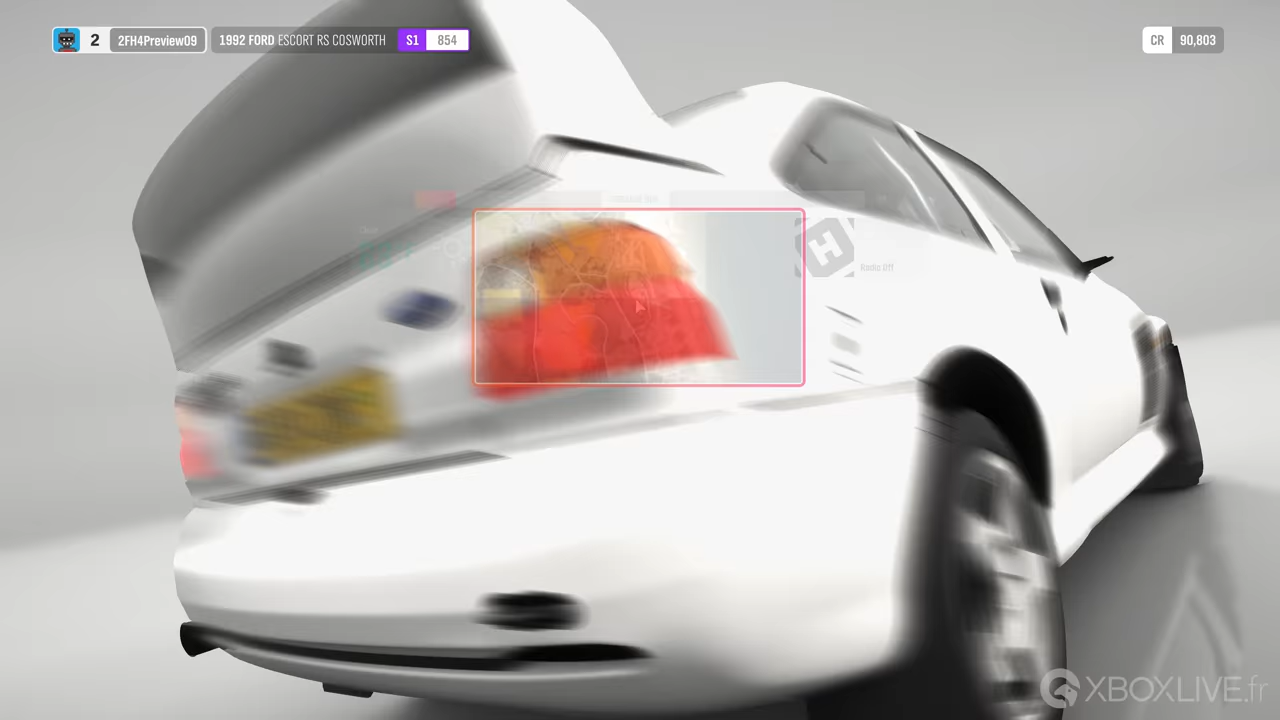 2 2FH4Preview09 1992 FORD ESCORT RS COSWORTH S1 854
CR 90,803
Radio Off
XBOXLIVE.fr